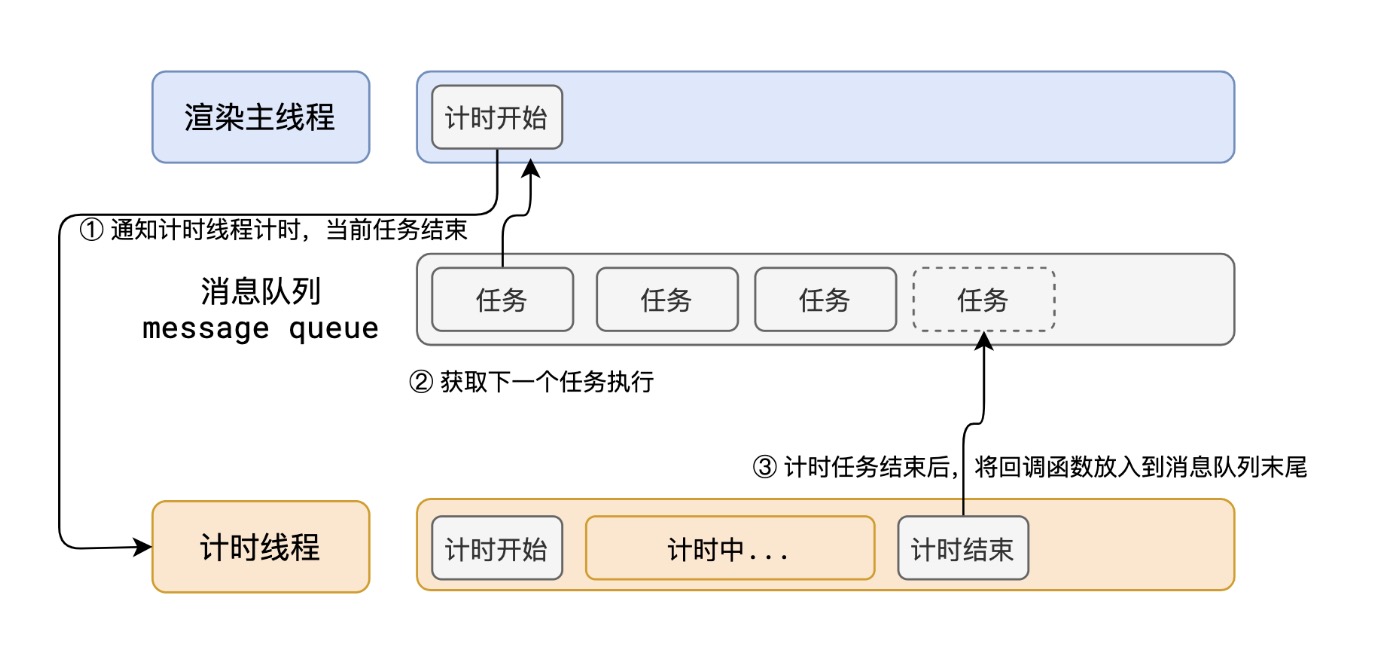 渲染主线程
计时开始
① 通知计时线程计时，当前任务结束
消息队列
message queue
任务
任务
任务
任务
② 获取下一个任务执行
③ 计时任务结束后，将回调函数放入到消息队列末尾
计时线程
计时开始
计时中...
计时结束